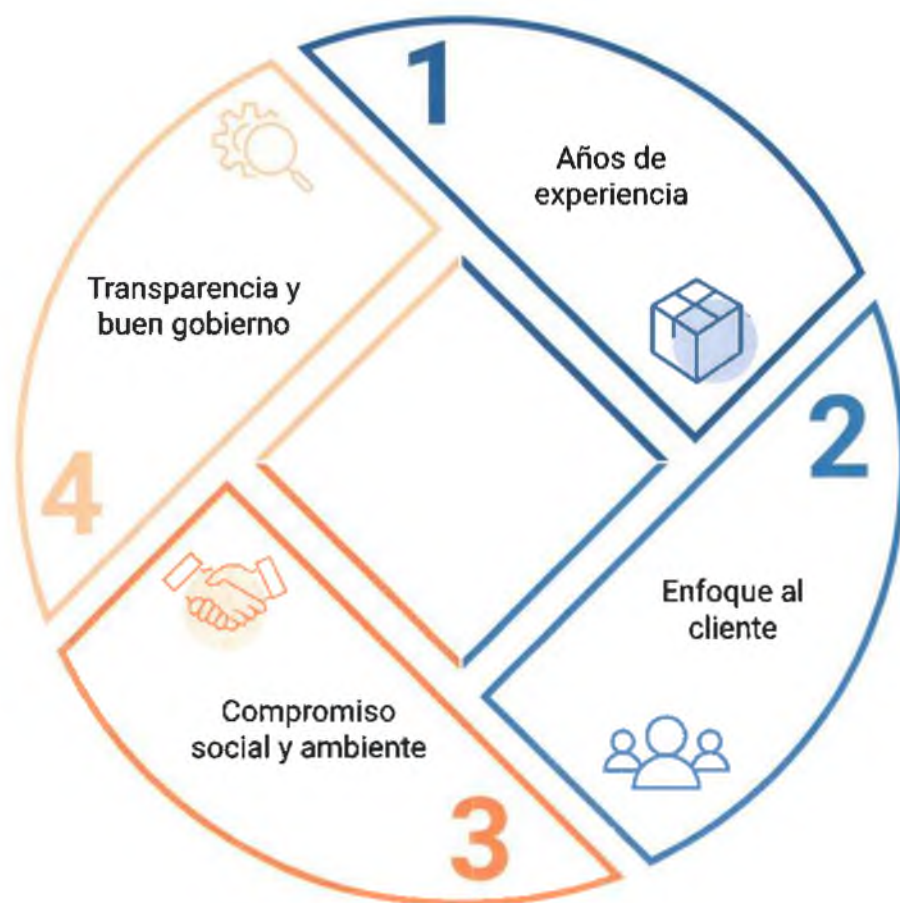 1
Años de
experiencia
2
Enfoque al
cliente
3
Compromiso
social y ambiente
4
Transparencia y
buen gobierno